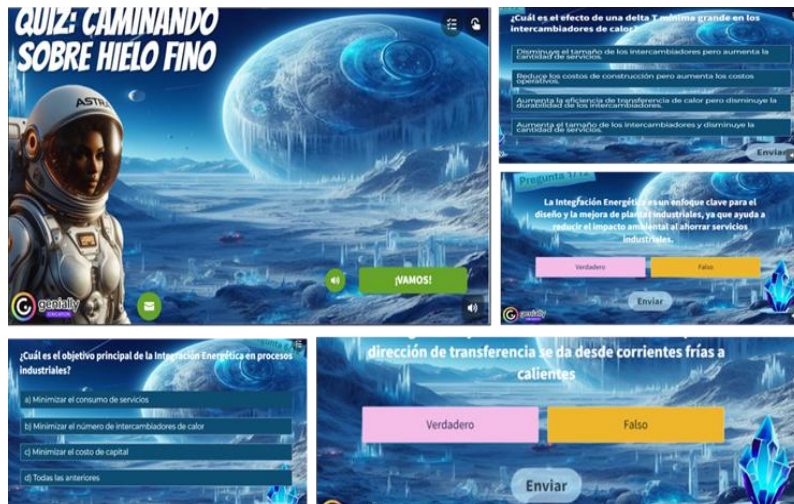 QUIZ: CAMINANDO
SOBRE HIELO FINO
ASTR
¡VAMOS!
genially
EDUCATION
¿Cuál es el efecto de una delta T mínima grande en los
intercambiadores de calor?
Disminuye el tamaño de los intercambiadores pero aumenta la
cantidad de servicios.
Reduce los costos de construcción pero aumenta los costos
operativos.
Aumenta la eficiencia de transferencia de calor pero disminuye la
durabilidad de los intercambiadores.
Aumenta el tamaño de los intercambiadores y disminuye la
cantidad de servicios.
Enviar
Pregunta 1/12
La Integración Energética es un enfoque clave para el
diseño y la mejora de plantas industriales, ya que ayuda a
reducir el impacto ambiental al ahorrar servicios
industriales.
Verdadero
Falso
Enviar
genially
¿Cuál es el objetivo principal de la Integración Energética en procesos
industriales?
a) Minimizar el consumo de servicios
b) Minimizar el número de intercambiadores de calor
c) Minimizar el costo de capital
d) Todas las anteriores
dirección de transferencia se da desde corrientes frías a
calientes
Verdadero
Falso
Enviar